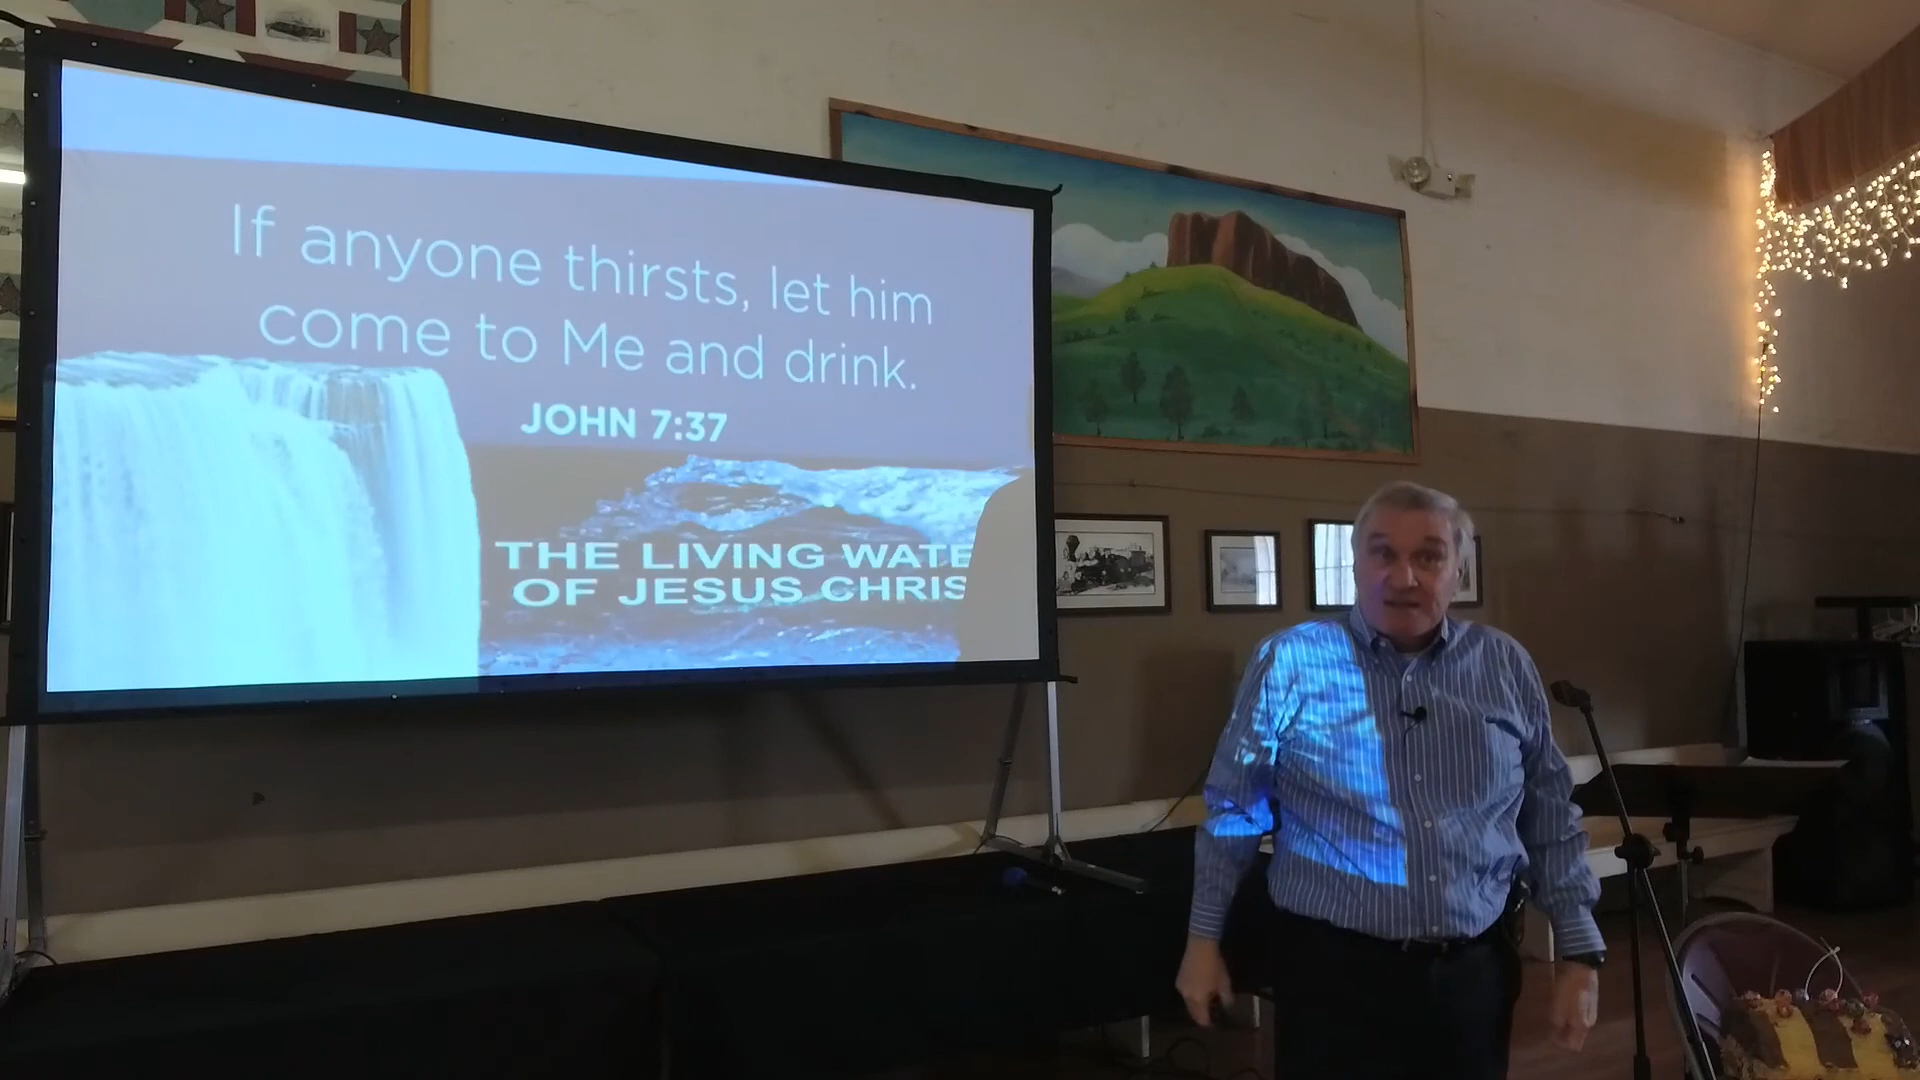 If anyone thirsts, let him
come to Me and drink.
JOHN 7:37
THE LIVING WATE
OF JESUS CHRIS